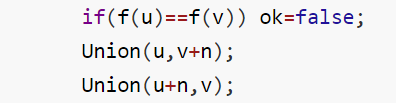 if(f(u)==f(v)) ok=false;
Union(u,v+n);
Union(u+n,v);